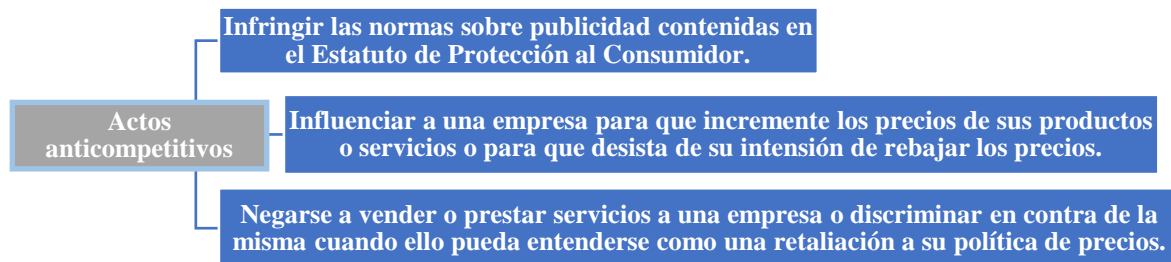 Infringir las normas sobre publicidad contenidas en
el Estatuto de Protección al Consumidor.
Actos
anticompetitivos
Influenciar a una empresa para que incremente los precios de sus productos
o servicios o para que desista de su intensión de rebajar los precios.
Negarse a vender o prestar servicios a una empresa o discriminar en contra de la
misma cuando ello pueda entenderse como una retaliación a su política de precios.